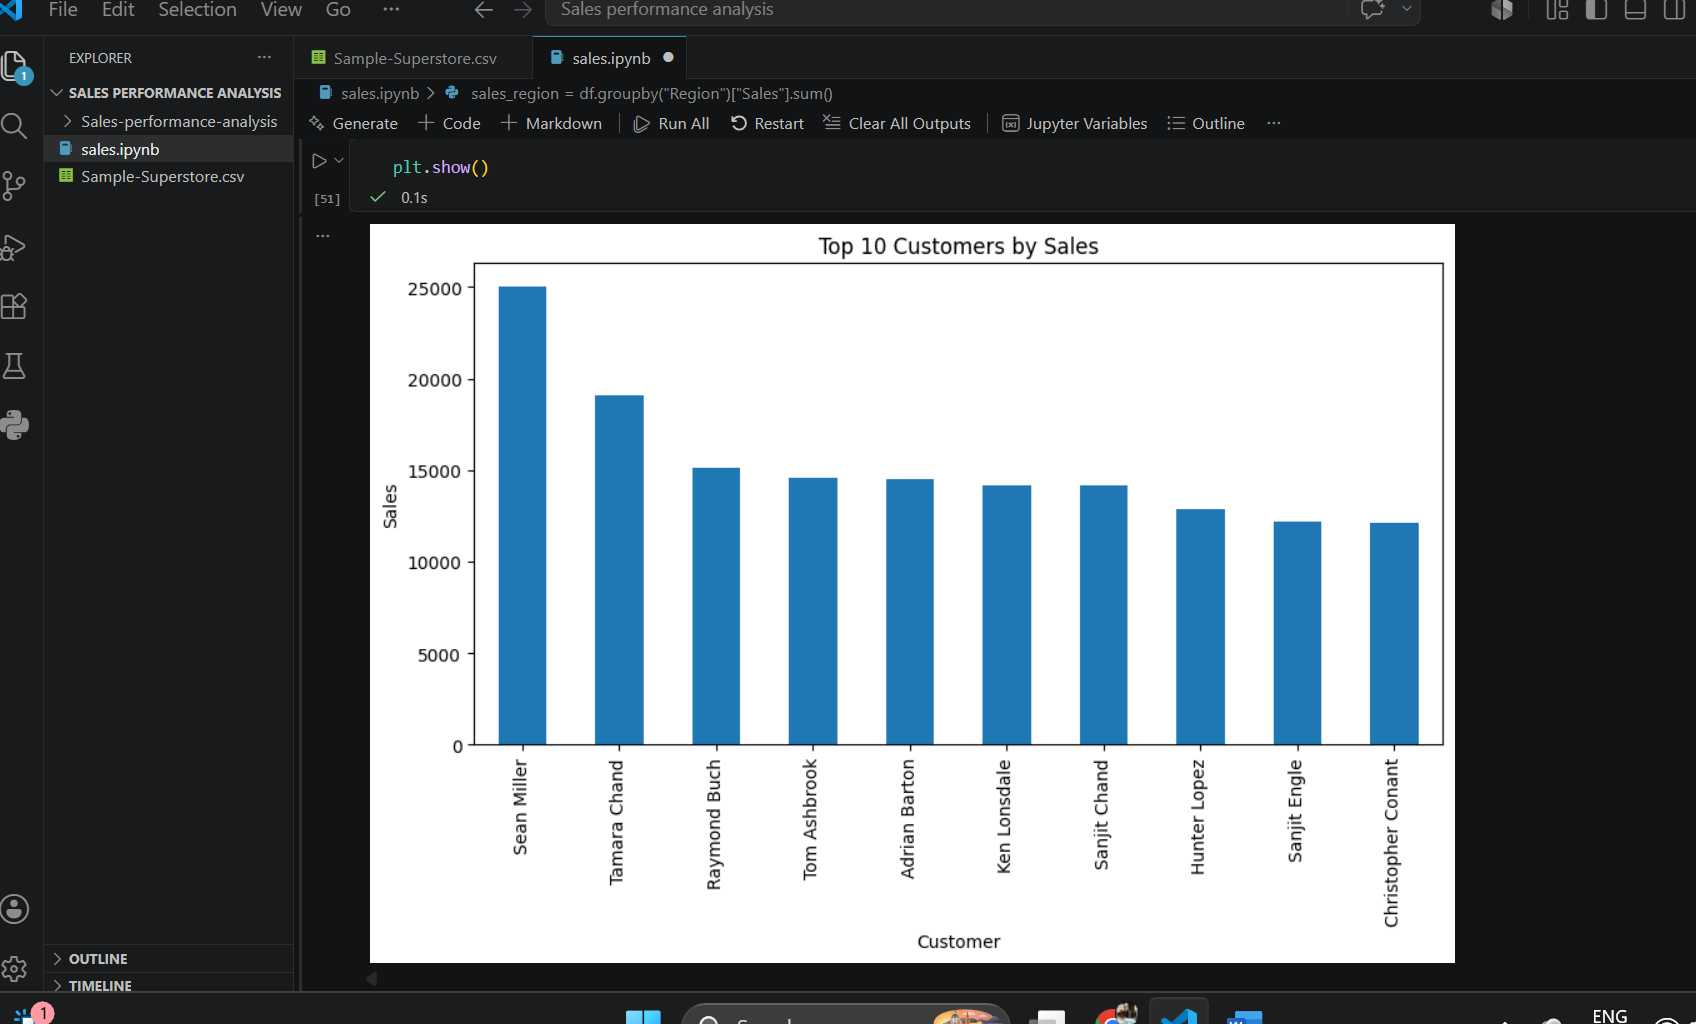 File Edit Selection View Go ···
Sales performance analysis
1
EXPLORER ···
SALES PERFORMANCE ANALYSIS
Sales-performance-analysis
sales.ipynb
Sample-Superstore.csv
OUTLINE
TIMELINE
Sample-Superstore.csv
sales.ipynb
sales.ipynb > sales_region = df.groupby("Region")["Sales"].sum()
Generate + Code + Markdown Run All Restart Clear All Outputs Jupyter Variables Outline ···
plt.show()
[51]
0.1s
···
Top 10 Customers by Sales
25000
20000
15000
10000
5000
0
Sales
Sean Miller
Tamara Chand
Raymond Buch
Tom Ashbrook
Adrian Barton
Ken Lonsdale
Sanjit Chand
Hunter Lopez
Sanjit Engle
Christopher Conant
Customer
1
ENG